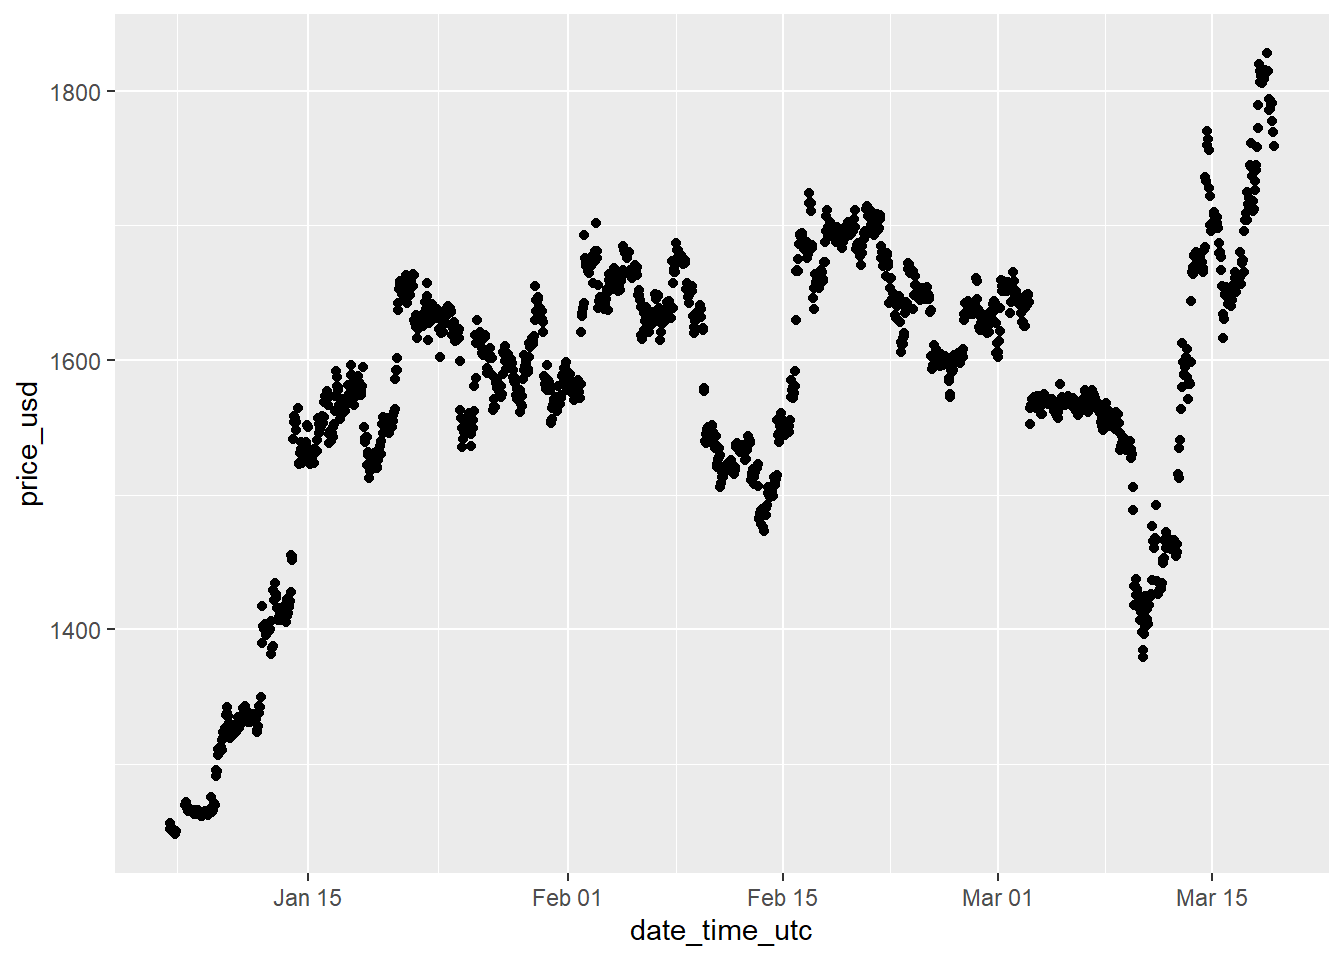 1800
1600
1400
price_usd
Jan 15
Feb 01
Feb 15
Mar 01
Mar 15
date_time_utc